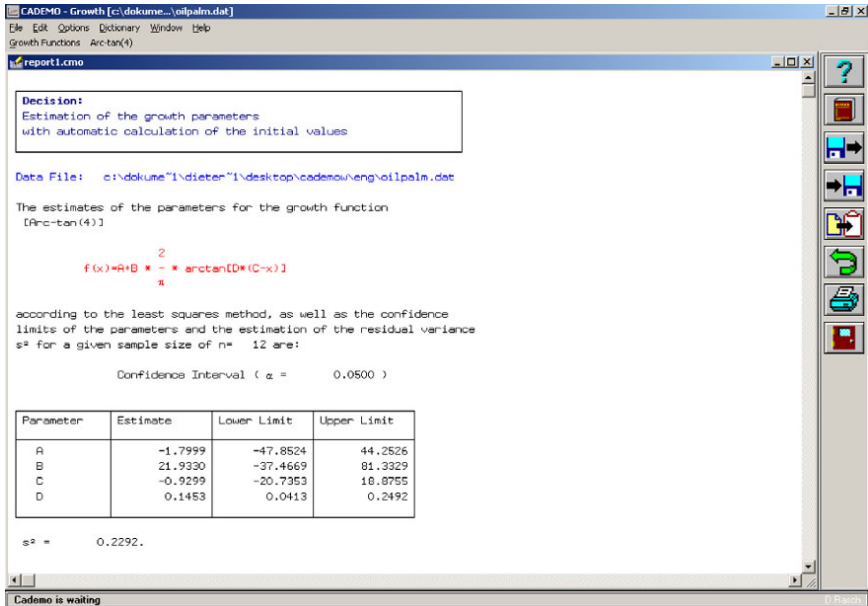 CADEMO - Growth [c:\dokume...\oilpalm.dat]
File Edit Options Dictionary Window Help
Growth Functions Arc-tan(4)
report1.cmo
Decision:
Estimation of the growth parameters
with automatic calculation of the initial values
Data File: c:\dokume~1\dieter~1\desktop\cademow\eng\oilpalm.dat
The estimates of the parameters for the growth function
[Arc-tan(4)]
2
f(x)=A+B * - * arctan[D*(C-x)]
π
according to the least squares method, as well as the confidence
limits of the parameters and the estimation of the residual variance
s² for a given sample size of n= 12 are:
Confidence Interval ( α = 0.0500 )
Parameter Estimate Lower Limit Upper Limit
A -1.7999 -47.8524 44.2526
B 21.9330 -37.4669 81.3329
C -0.9299 -20.7353 18.8755
D 0.1453 0.0413 0.2492
s² = 0.2292.
Cademo is waiting D.Rasch